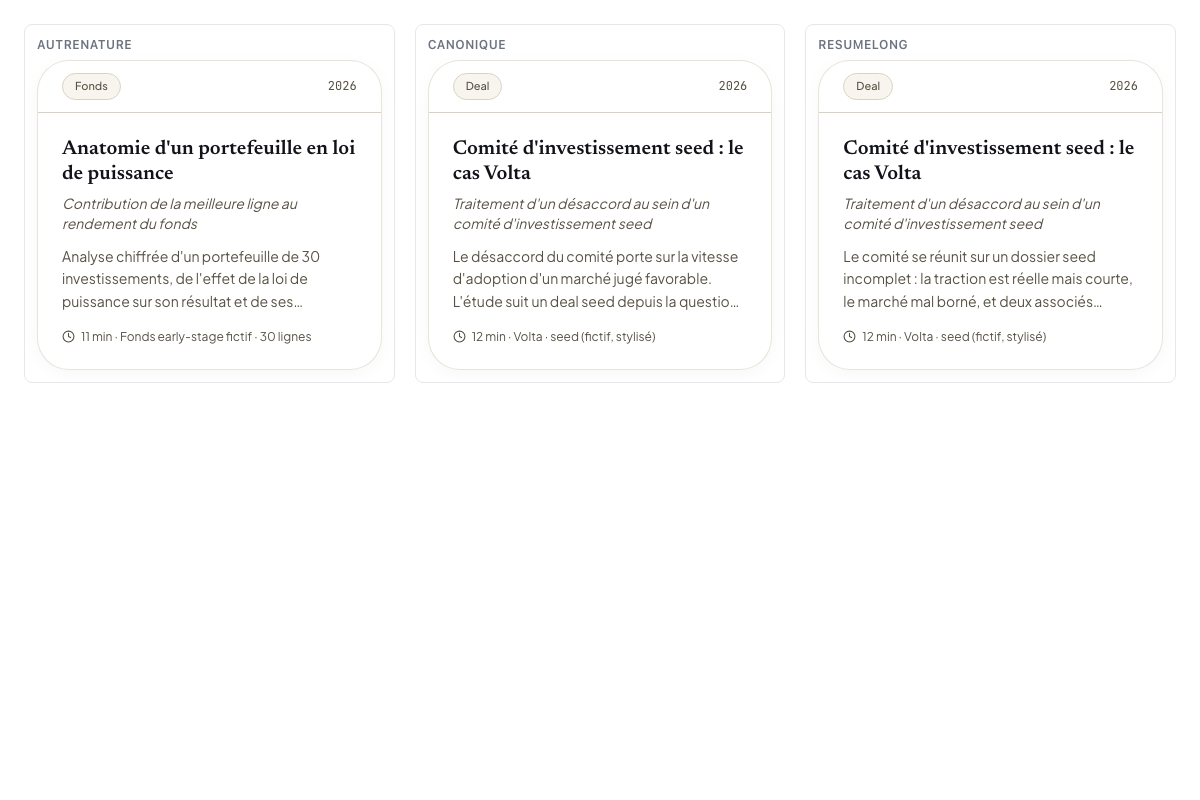 AUTRENATURE
Fonds
2026
Anatomie d'un portefeuille en loi
de puissance
Contribution de la meilleure ligne au
rendement du fonds
Analyse chiffrée d'un portefeuille de 30
investissements, de l'effet de la loi de
puissance sur son résultat et de ses…
11 min · Fonds early-stage fictif · 30 lignes
CANONIQUE
Deal
2026
Comité d'investissement seed : le
cas Volta
Traitement d'un désaccord au sein d'un
comité d'investissement seed
Le désaccord du comité porte sur la vitesse
d'adoption d'un marché jugé favorable.
L'étude suit un deal seed depuis la questio…
12 min · Volta · seed (fictif, stylisé)
RESUMELONG
Deal
2026
Comité d'investissement seed : le
cas Volta
Traitement d'un désaccord au sein d'un
comité d'investissement seed
Le comité se réunit sur un dossier seed
incomplet : la traction est réelle mais courte,
le marché mal borné, et deux associés…
12 min · Volta · seed (fictif, stylisé)